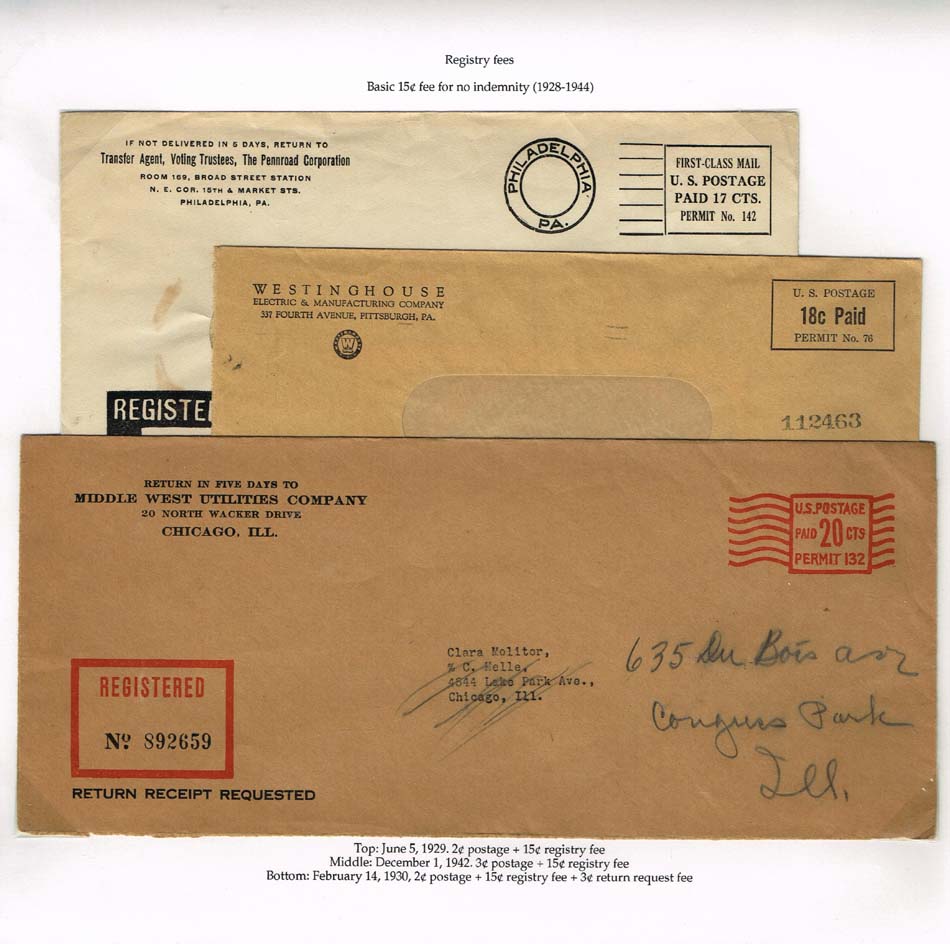 Registry fees
Basic 15¢ fee for no indemnity (1928-1944)
IF NOT DELIVERED IN 5 DAYS, RETURN TO
Transfer Agent, Voting Trustees, The Pennroad Corporation
ROOM 169, BROAD STREET STATION
N. E. COR. 15TH & MARKET STS.
PHILADELPHIA, PA.
PHILADELPHIA
PA.
FIRST-CLASS MAIL
U. S. POSTAGE
PAID 17 CTS.
PERMIT No. 142
REGISTE
WESTINGHOUSE
ELECTRIC & MANUFACTURING COMPANY
337 FOURTH AVENUE, PITTSBURGH, PA.
W
U. S. POSTAGE
18c Paid
PERMIT No. 76
112463
RETURN IN FIVE DAYS TO
MIDDLE WEST UTILITIES COMPANY
20 NORTH WACKER DRIVE
CHICAGO, ILL.
U.S. POSTAGE
PAID 20 CTS
PERMIT 132
Clara Molitor,
% C. Helle,
4844 Lake Park Ave.,
Chicago, Ill.
635 Du Bois ave
Congress Park
Ill.
REGISTERED
No. 892659
RETURN RECEIPT REQUESTED
Top: June 5, 1929. 2¢ postage + 15¢ registry fee
Middle: December 1, 1942. 3¢ postage + 15¢ registry fee
Bottom: February 14, 1930, 2¢ postage + 15¢ registry fee + 3¢ return request fee